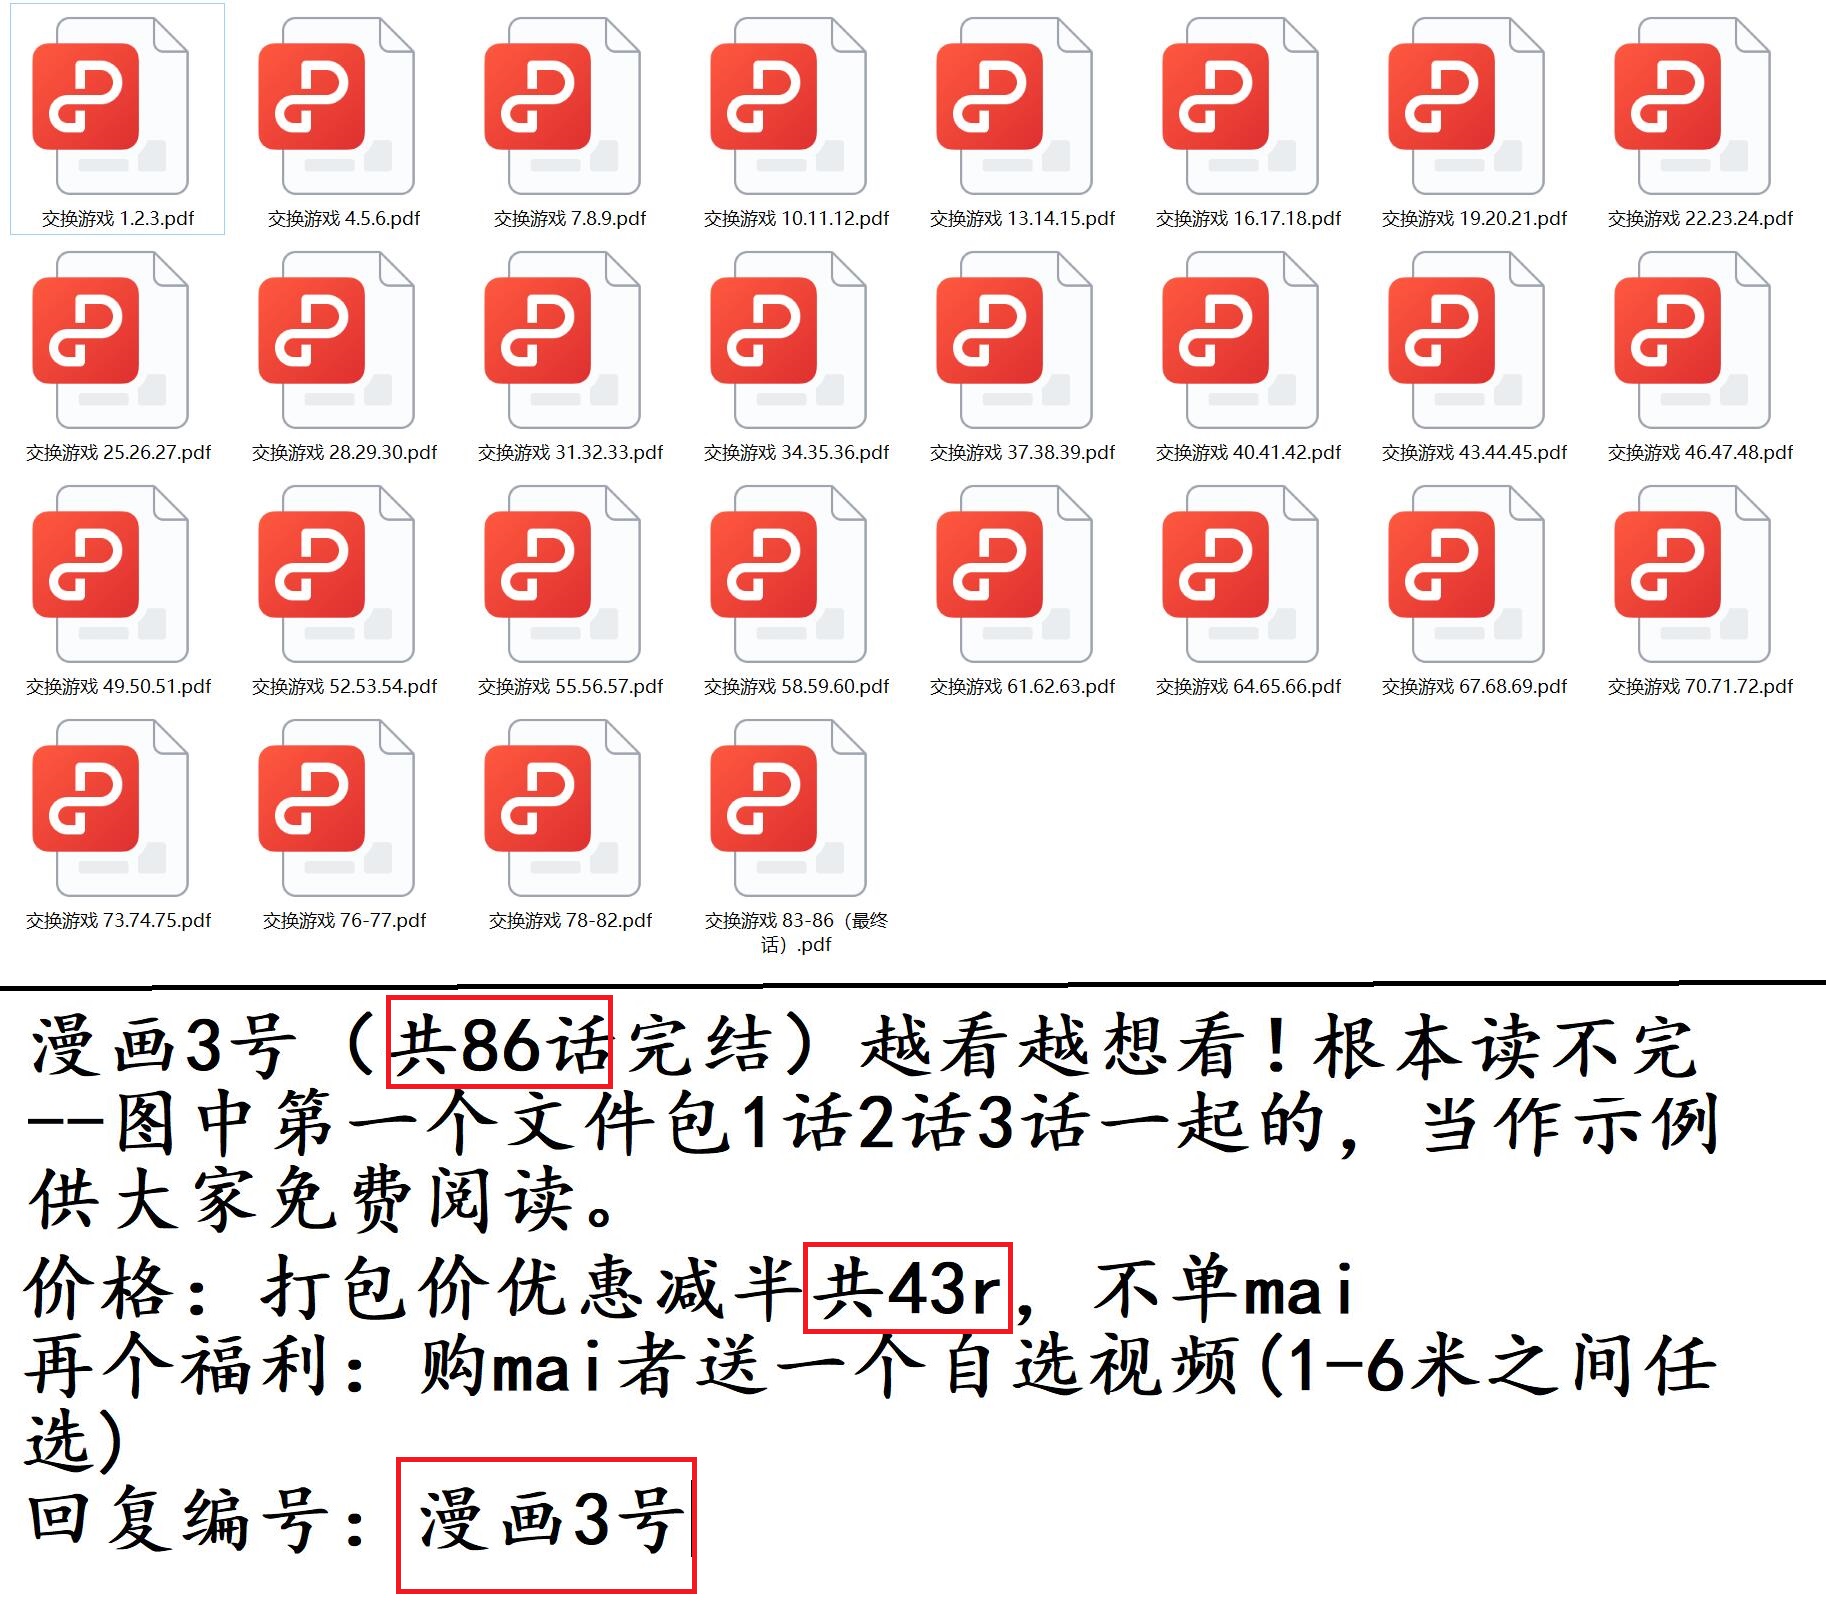 交换游戏 1.2.3.pdf
交换游戏 4.5.6.pdf
交换游戏 7.8.9.pdf
交换游戏 10.11.12.pdf
交换游戏 13.14.15.pdf
交换游戏 16.17.18.pdf
交换游戏 19.20.21.pdf
交换游戏 22.23.24.pdf
交换游戏 25.26.27.pdf
交换游戏 28.29.30.pdf
交换游戏 31.32.33.pdf
交换游戏 34.35.36.pdf
交换游戏 37.38.39.pdf
交换游戏 40.41.42.pdf
交换游戏 43.44.45.pdf
交换游戏 46.47.48.pdf
交换游戏 49.50.51.pdf
交换游戏 52.53.54.pdf
交换游戏 55.56.57.pdf
交换游戏 58.59.60.pdf
交换游戏 61.62.63.pdf
交换游戏 64.65.66.pdf
交换游戏 67.68.69.pdf
交换游戏 70.71.72.pdf
交换游戏 73.74.75.pdf
交换游戏 76-77.pdf
交换游戏 78-82.pdf
交换游戏 83-86（最终
话）.pdf
漫画3号（共86话完结）越看越想看！根本读不完
--图中第一个文件包1话2话3话一起的，当作示例
供大家免费阅读。
价格：打包价优惠减半共43r，不单mai
再个福利：购mai者送一个自选视频(1-6米之间任
选)
回复编号：漫画3号